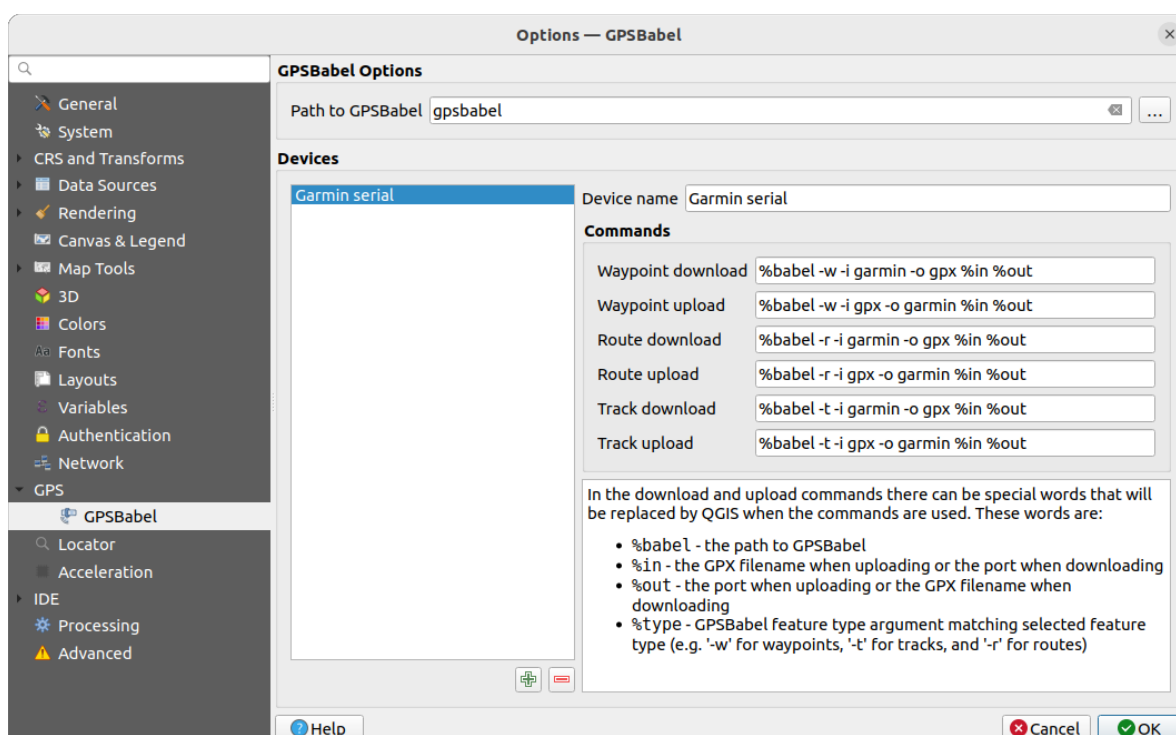 Options — GPSBabel
General
System
CRS and Transforms
Data Sources
Rendering
Canvas & Legend
Map Tools
3D
Colors
Aa Fonts
Layouts
ε Variables
Authentication
Network
GPS
GPSBabel
Locator
Acceleration
IDE
Processing
Advanced
GPSBabel Options
Path to GPSBabel gpsbabel ...
Devices
Garmin serial
Device name Garmin serial
Commands
Waypoint download %babel -w -i garmin -o gpx %in %out
Waypoint upload %babel -w -i gpx -o garmin %in %out
Route download %babel -r -i garmin -o gpx %in %out
Route upload %babel -r -i gpx -o garmin %in %out
Track download %babel -t -i garmin -o gpx %in %out
Track upload %babel -t -i gpx -o garmin %in %out
In the download and upload commands there can be special words that will
be replaced by QGIS when the commands are used. These words are:
• %babel - the path to GPSBabel
• %in - the GPX filename when uploading or the port when downloading
• %out - the port when uploading or the GPX filename when
downloading
• %type - GPSBabel feature type argument matching selected feature
type (e.g. '-w' for waypoints, '-t' for tracks, and '-r' for routes)
Help
Cancel
OK